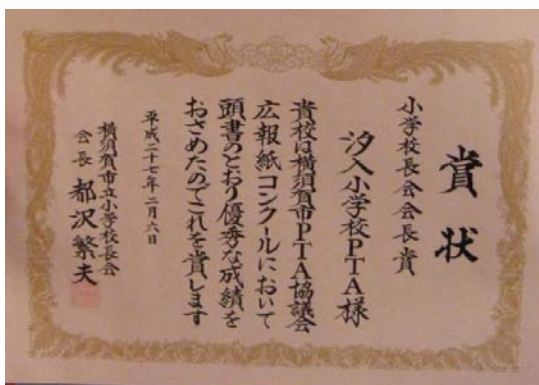 賞状
小学校長会会長賞
汐入小学校PTA様
貴校は横須賀市PTA協議会
広報紙コンクールにおいて
頭書のとおり優秀な成績を
おさめたのでこれを賞します
平成二十七年二月六日
横須賀市立小学校長会
会長 都沢繁夫